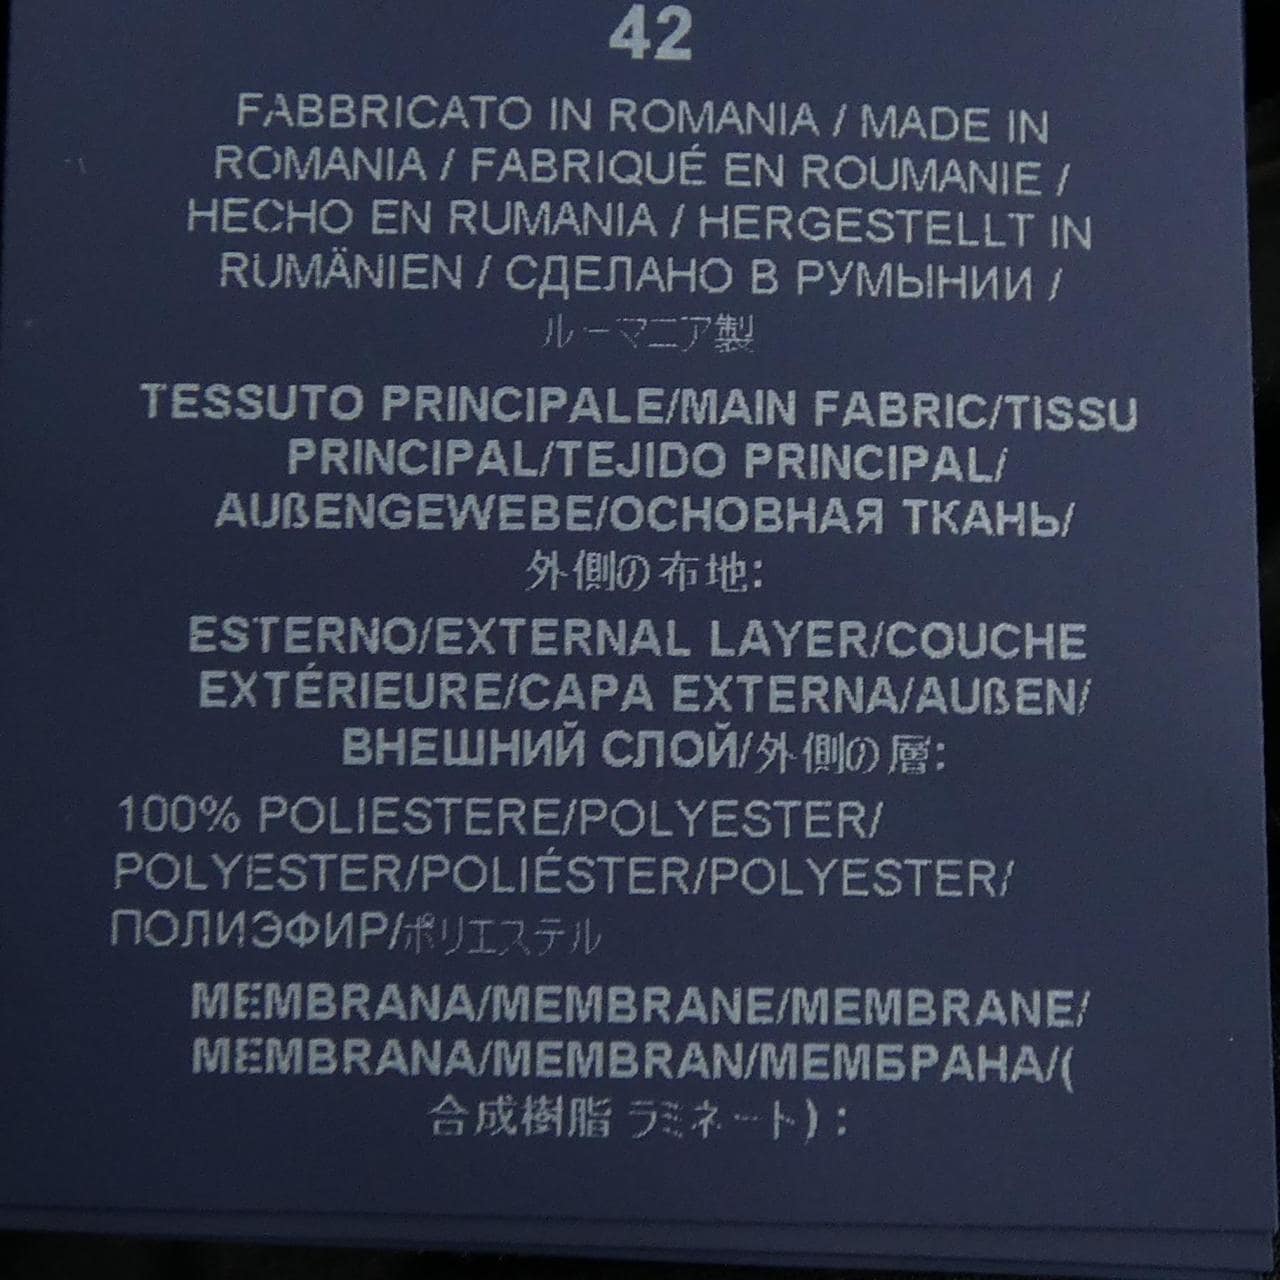 42
FABBRICATO IN ROMANIA / MADE IN
ROMANIA / FABRIQUÉ EN ROUMANIE /
HECHO EN RUMANIA / HERGESTELLT IN
RUMÄNIEN / СДЕЛАНО В РУМЫНИИ /
ルーマニア製
TESSUTO PRINCIPALE/MAIN FABRIC/TISSU
PRINCIPAL/TEJIDO PRINCIPAL/
AUßENGEWEBE/ОСНОВНАЯ ТКАНЬ/
外側の布地:
ESTERNO/EXTERNAL LAYER/COUCHE
EXTÉRIEURE/CAPA EXTERNA/AUßEN/
ВНЕШНИЙ СЛОЙ/外側の層:
100% POLIESTERE/POLYESTER/
POLYESTER/POLIÉSTER/POLYESTER/
ПОЛИЭФИР/ポリエステル
MEMBRANA/MEMBRANE/MEMBRANE/
MEMBRANA/MEMBRAN/МЕМБРАНА/(
合成樹脂 ラミネート) :